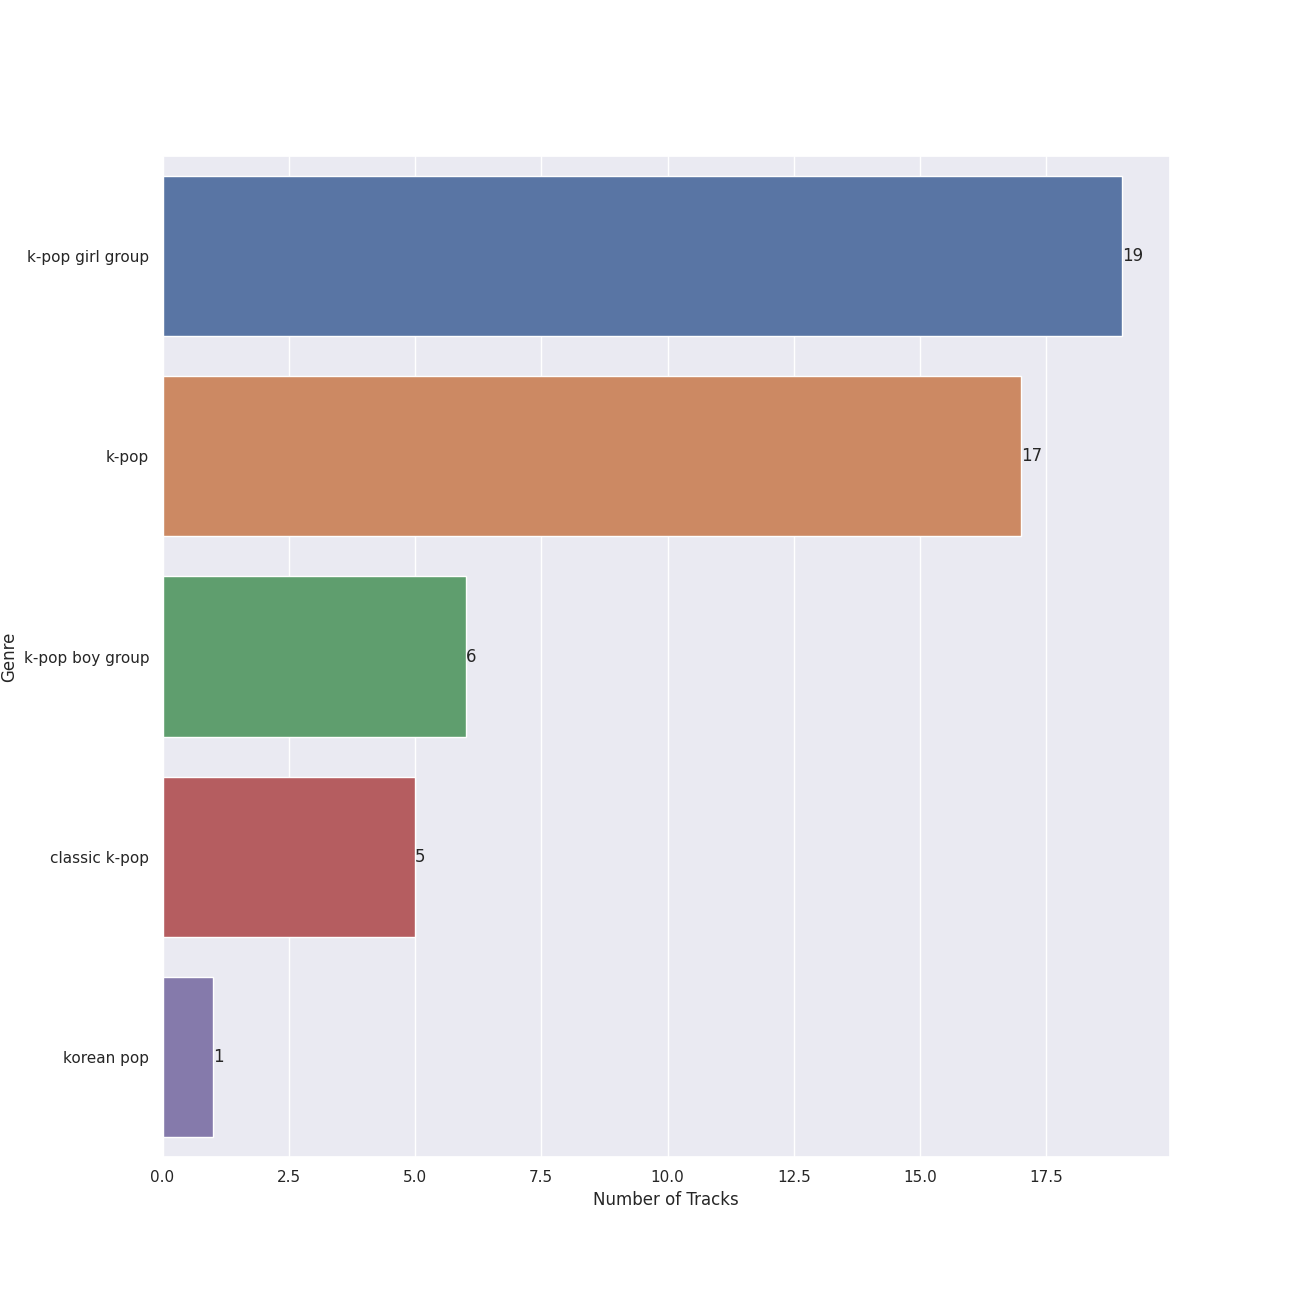 k-pop girl group
19
k-pop
17
Genre
k-pop boy group
6
classic k-pop
5
korean pop
1
0.0 2.5 5.0 7.5 10.0 12.5 15.0 17.5
Number of Tracks